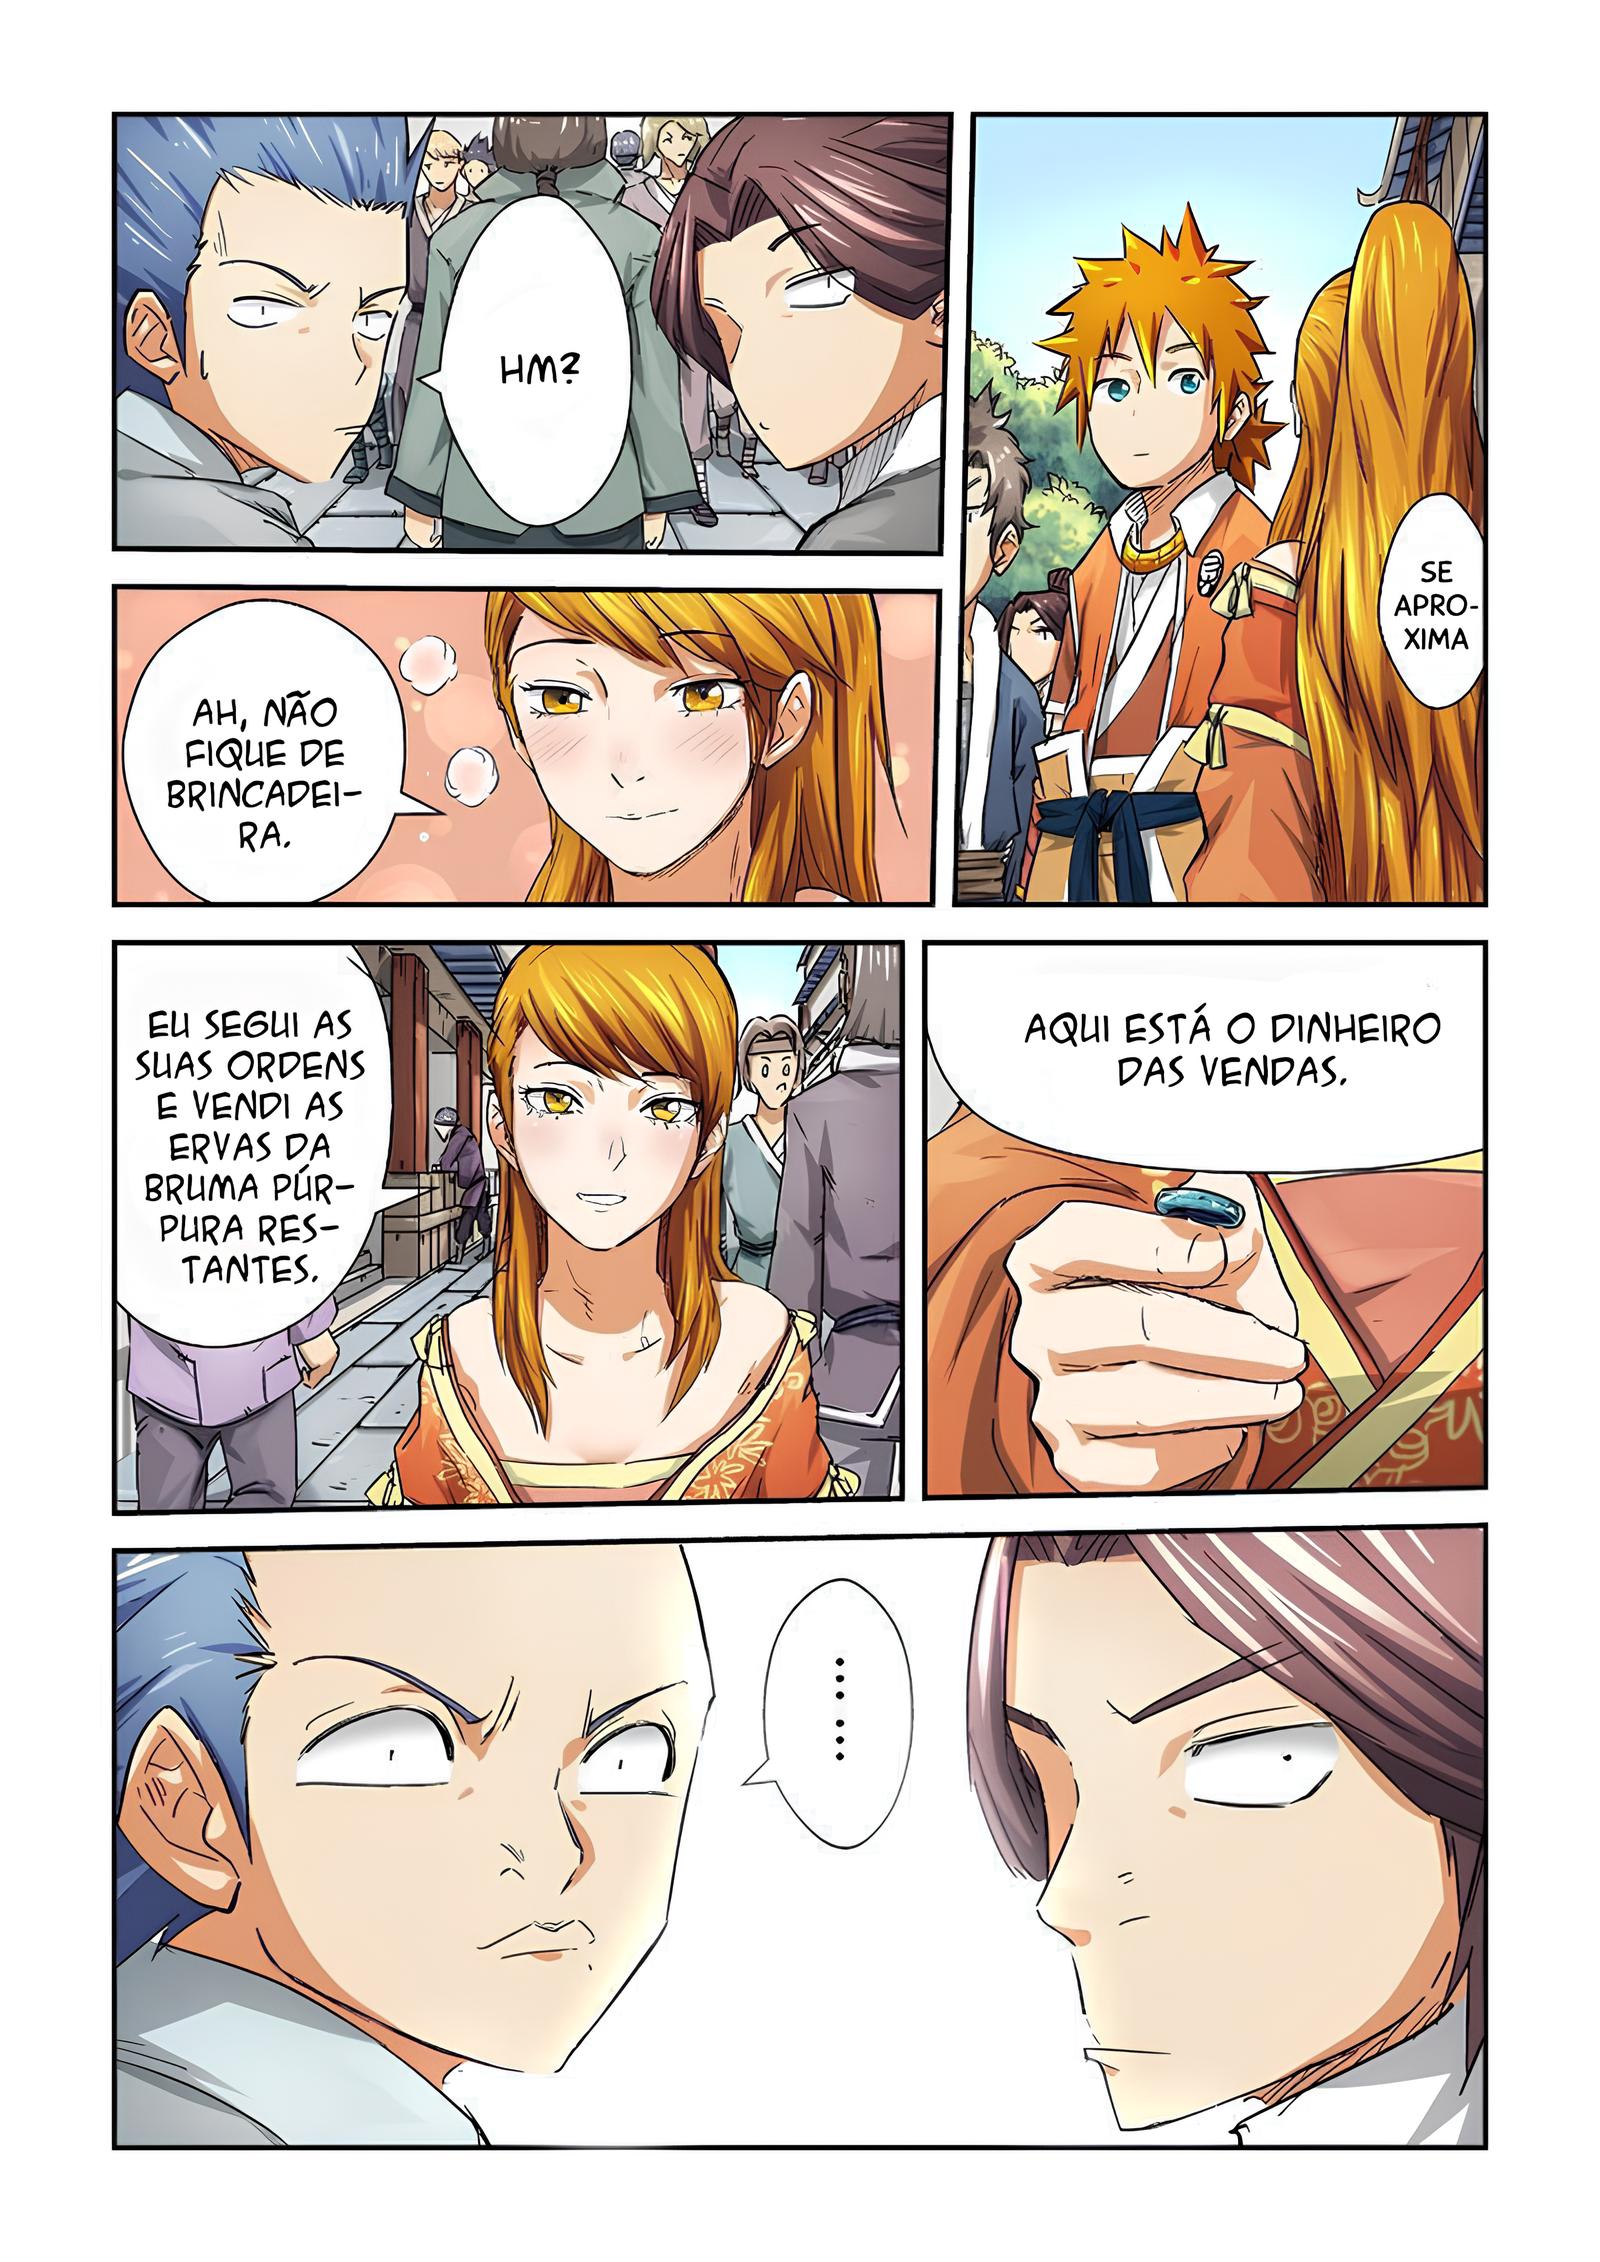 HM?
SE
APRO-
XIMA
AH, NÃO
FIQUE DE
BRINCADEI-
RA.
EU SEGUI AS
SUAS ORDENS
E VENDI AS
ERVAS DA
BRUMA PÚR-
PURA RES-
TANTES.
AQUI ESTÁ O DINHEIRO
DAS VENDAS.
......